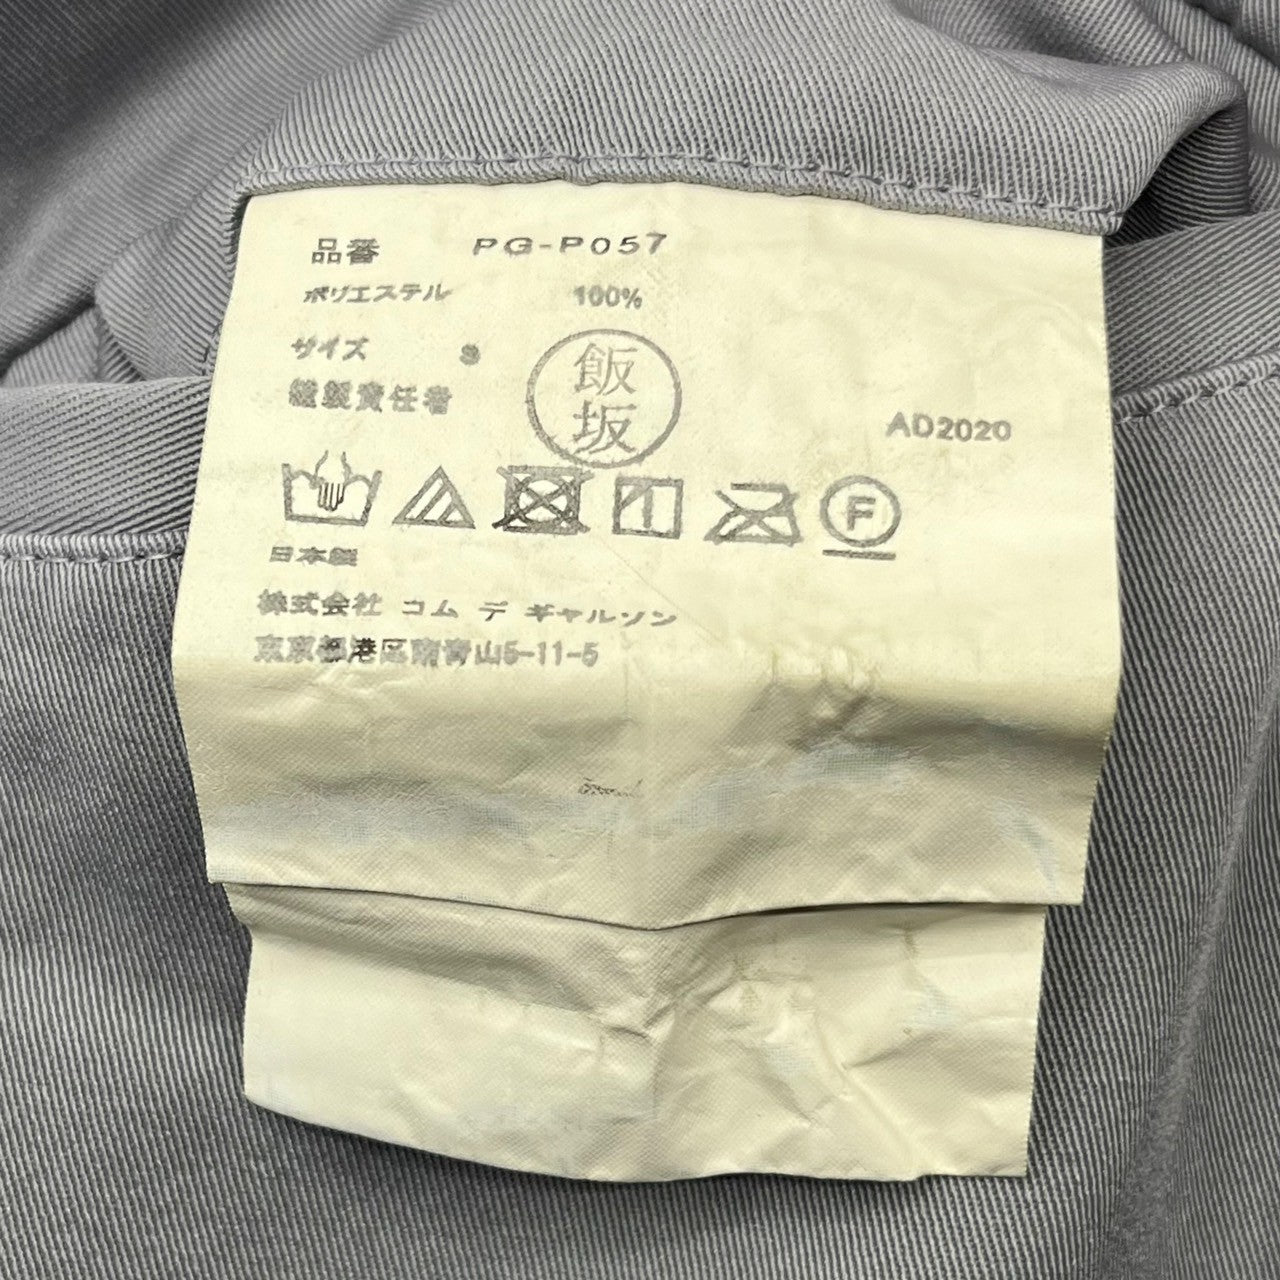 品番 PG-P057
ポリエステル 100%
サイズ S
縫製責任者 飯坂
AD2020
F
日本製
株式会社 コム デ ギャルソン
東京都港区南青山5-11-5